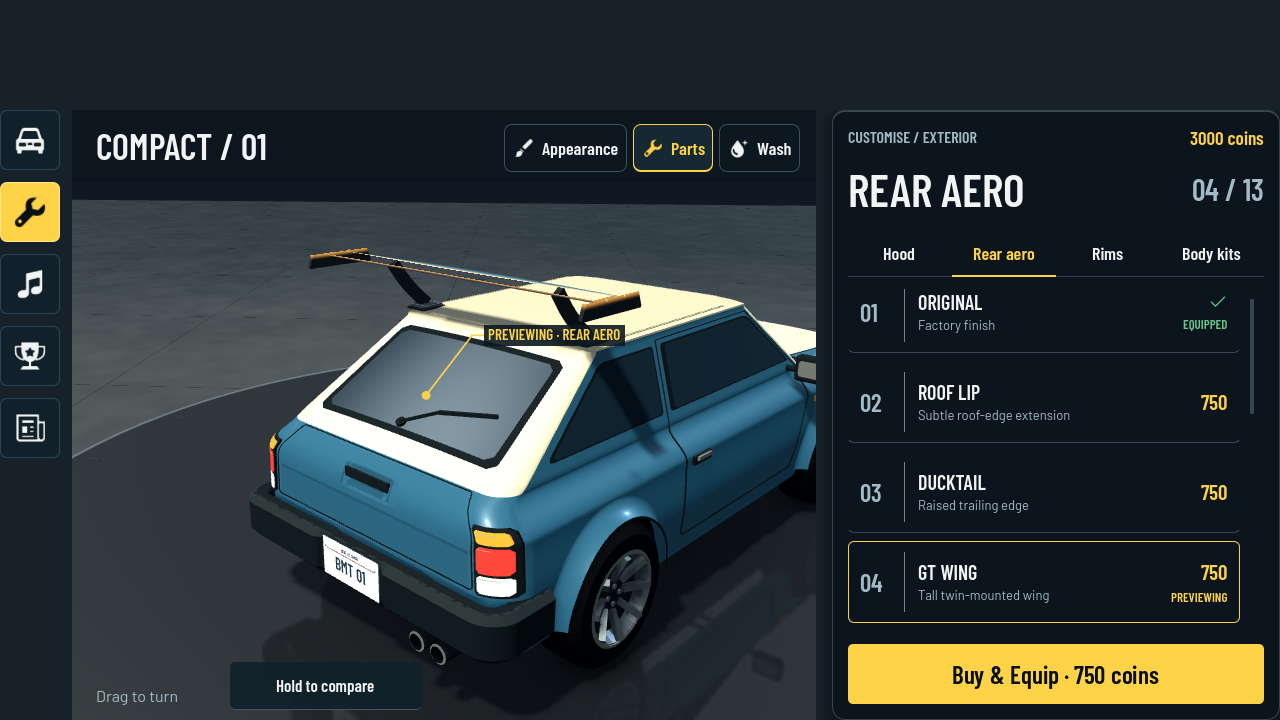 COMPACT / 01
Appearance
Parts
Wash
PREVIEWING · REAR AERO
BMT 01
Drag to turn
Hold to compare
CUSTOMISE / EXTERIOR
3000 coins
REAR AERO
04 / 13
Hood
Rear aero
Rims
Body kits
01
ORIGINAL
Factory finish
EQUIPPED
02
ROOF LIP
Subtle roof-edge extension
750
03
DUCKTAIL
Raised trailing edge
750
04
GT WING
Tall twin-mounted wing
750
PREVIEWING
Buy & Equip · 750 coins